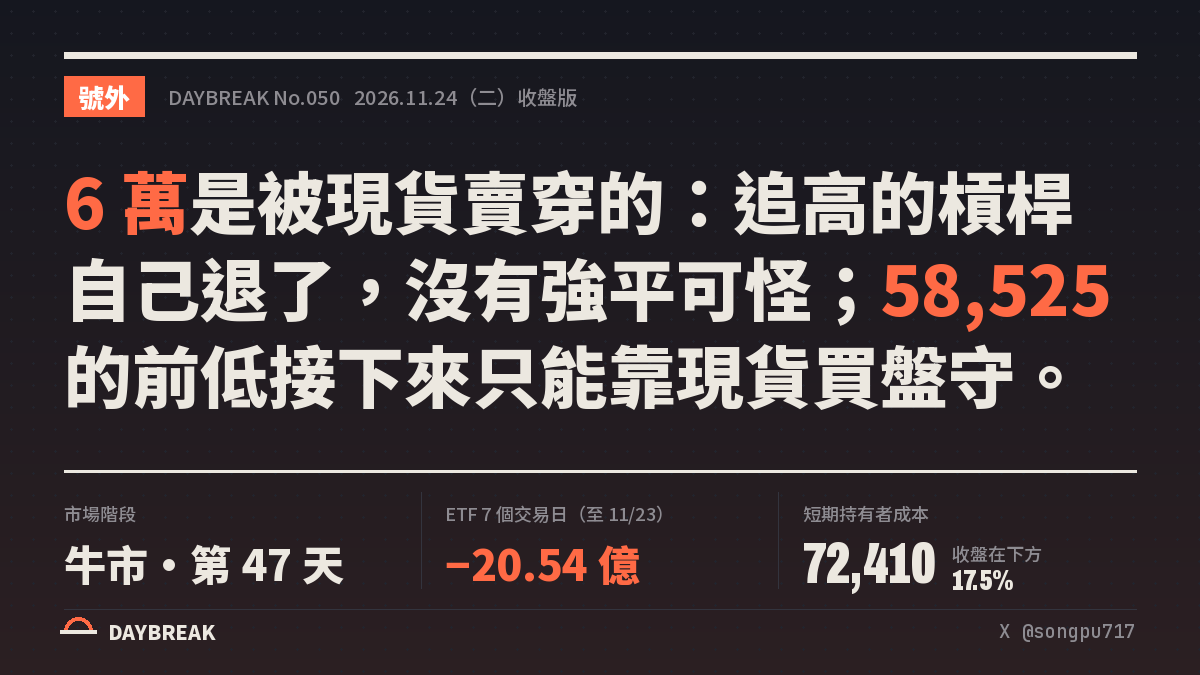 號外 DAYBREAK No.050 2026.11.24（二）收盤版
6 萬是被現貨賣穿的：追高的槓桿
自己退了，沒有強平可怪；58,525
的前低接下來只能靠現貨買盤守。
市場階段
牛市・第 47 天
ETF 7 個交易日（至 11/23）
−20.54 億
短期持有者成本
72,410 收盤在下方
17.5%
DAYBREAK
X @songpu717